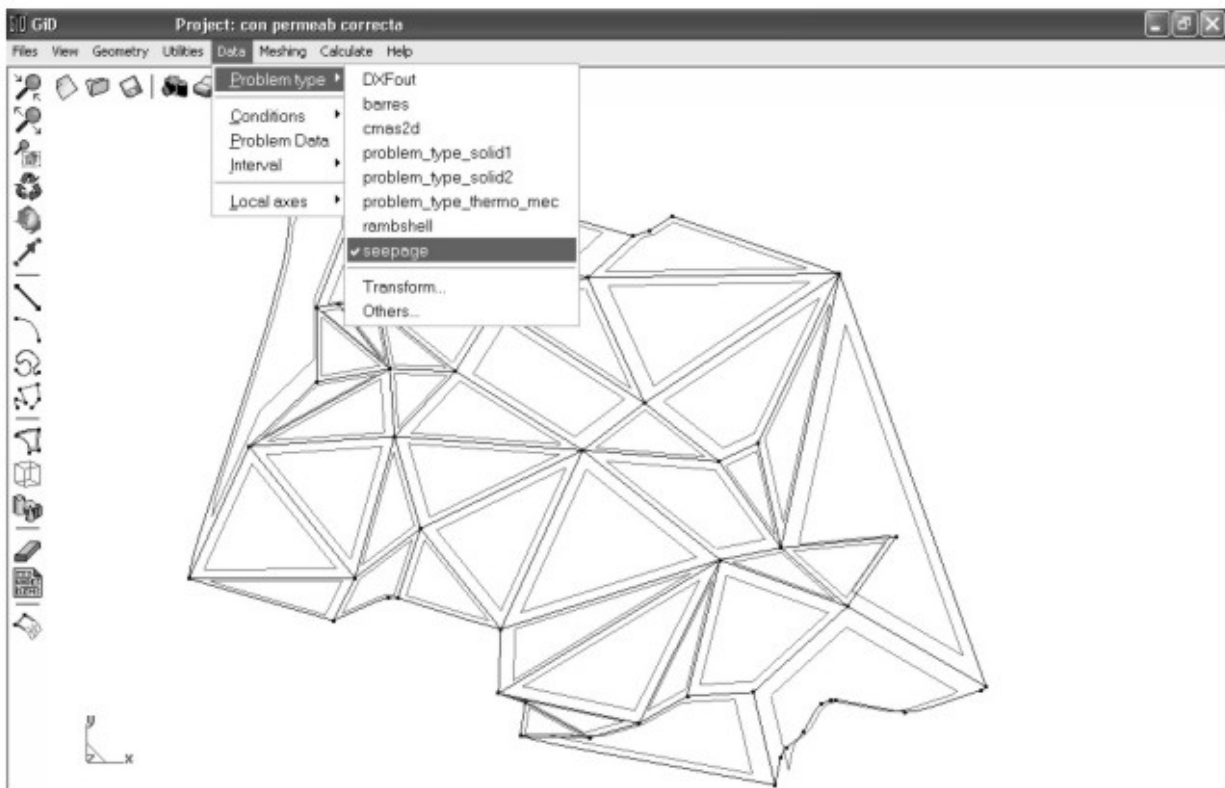 GiD Project: con permeab correcta
Files View Geometry Utilities Data Meshing Calculate Help
Problem type
Conditions
Problem Data
Interval
Local axes
DXFout
barres
cmas2d
problem_type_solid1
problem_type_solid2
problem_type_thermo_mec
rambshell
seepage
Transform...
Others...
y
z x